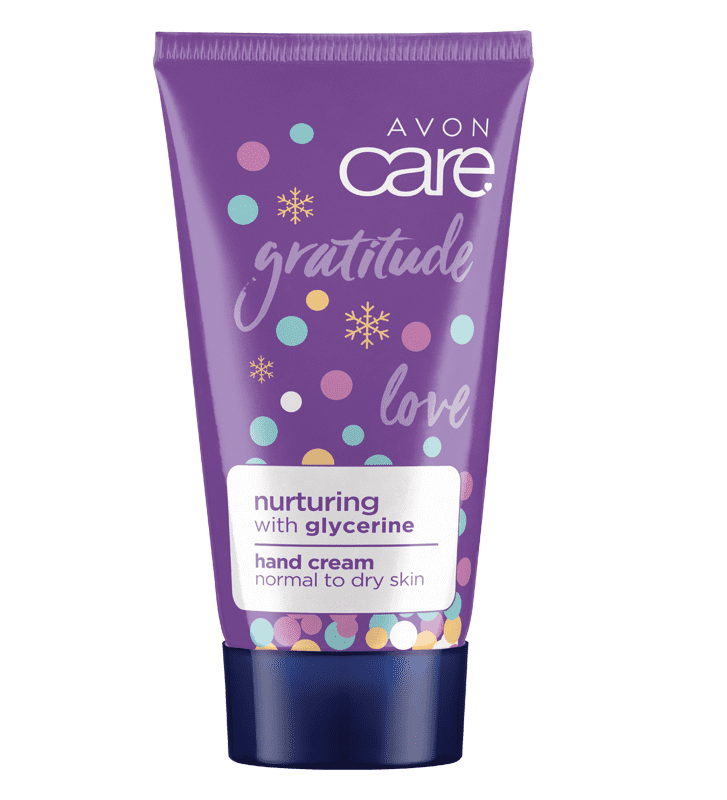 AVON
care
gratitude
love
nurturing
with glycerine
hand cream
normal to dry skin